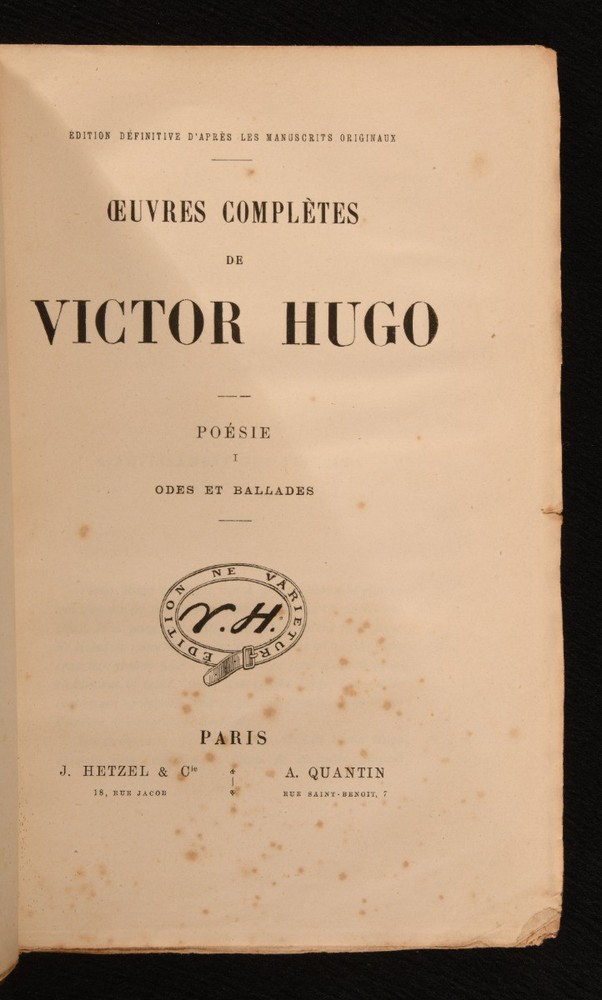 ÉDITION DÉFINITIVE D'APRÈS LES MANUSCRITS ORIGINAUX
ŒUVRES COMPLÈTES
DE
VICTOR HUGO
POÉSIE
I
ODES ET BALLADES
ÉDITION NE VARIETUR
V.H.
PARIS
J. HETZEL & Cie A. QUANTIN
18, RUE JACOB RUE SAINT-BENOIT, 7